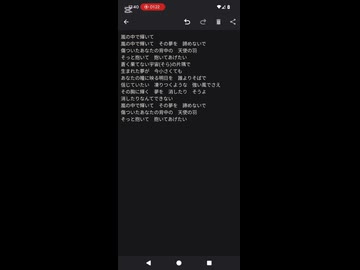 嵐の中で輝いて
嵐の中で輝いて その夢を 諦めないで
傷ついたあなたの背中の 天使の羽
そっと抱いて 抱いてあげたい
蒼く果てない宇宙(そら)の片隅で
生まれた夢が 今小さくても
あなたの瞳に映る明日を 誰よりそばで
信じていたい 凍りつくような 強い風でさえ
その胸に輝く 夢を 消したり そうよ
消したりなんてできない
嵐の中で輝いて その夢を 諦めないで
傷ついたあなたの背中の 天使の羽
そっと抱いて 抱いてあげたい